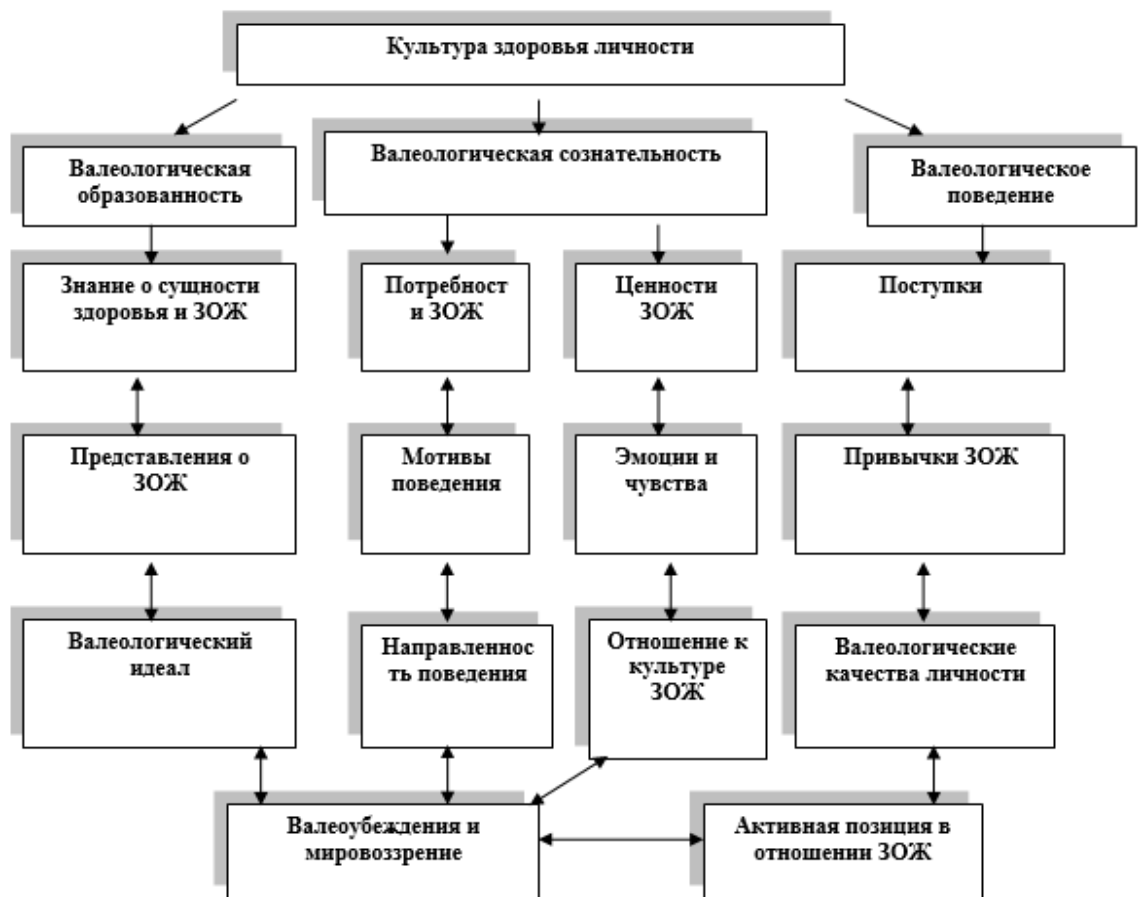 Культура здоровья личности
Валеологическая
образованность
Валеологическая сознательность
Валеологическое
поведение
Знание о сущности
здоровья и ЗОЖ
Потребност
и ЗОЖ
Ценности
ЗОЖ
Поступки
Представления о
ЗОЖ
Мотивы
поведения
Эмоции и
чувства
Привычки ЗОЖ
Валеологический
идеал
Направленнос
ть поведения
Отношение к
культуре
ЗОЖ
Валеологические
качества личности
Валеоубеждения и
мировоззрение
Активная позиция в
отношении ЗОЖ